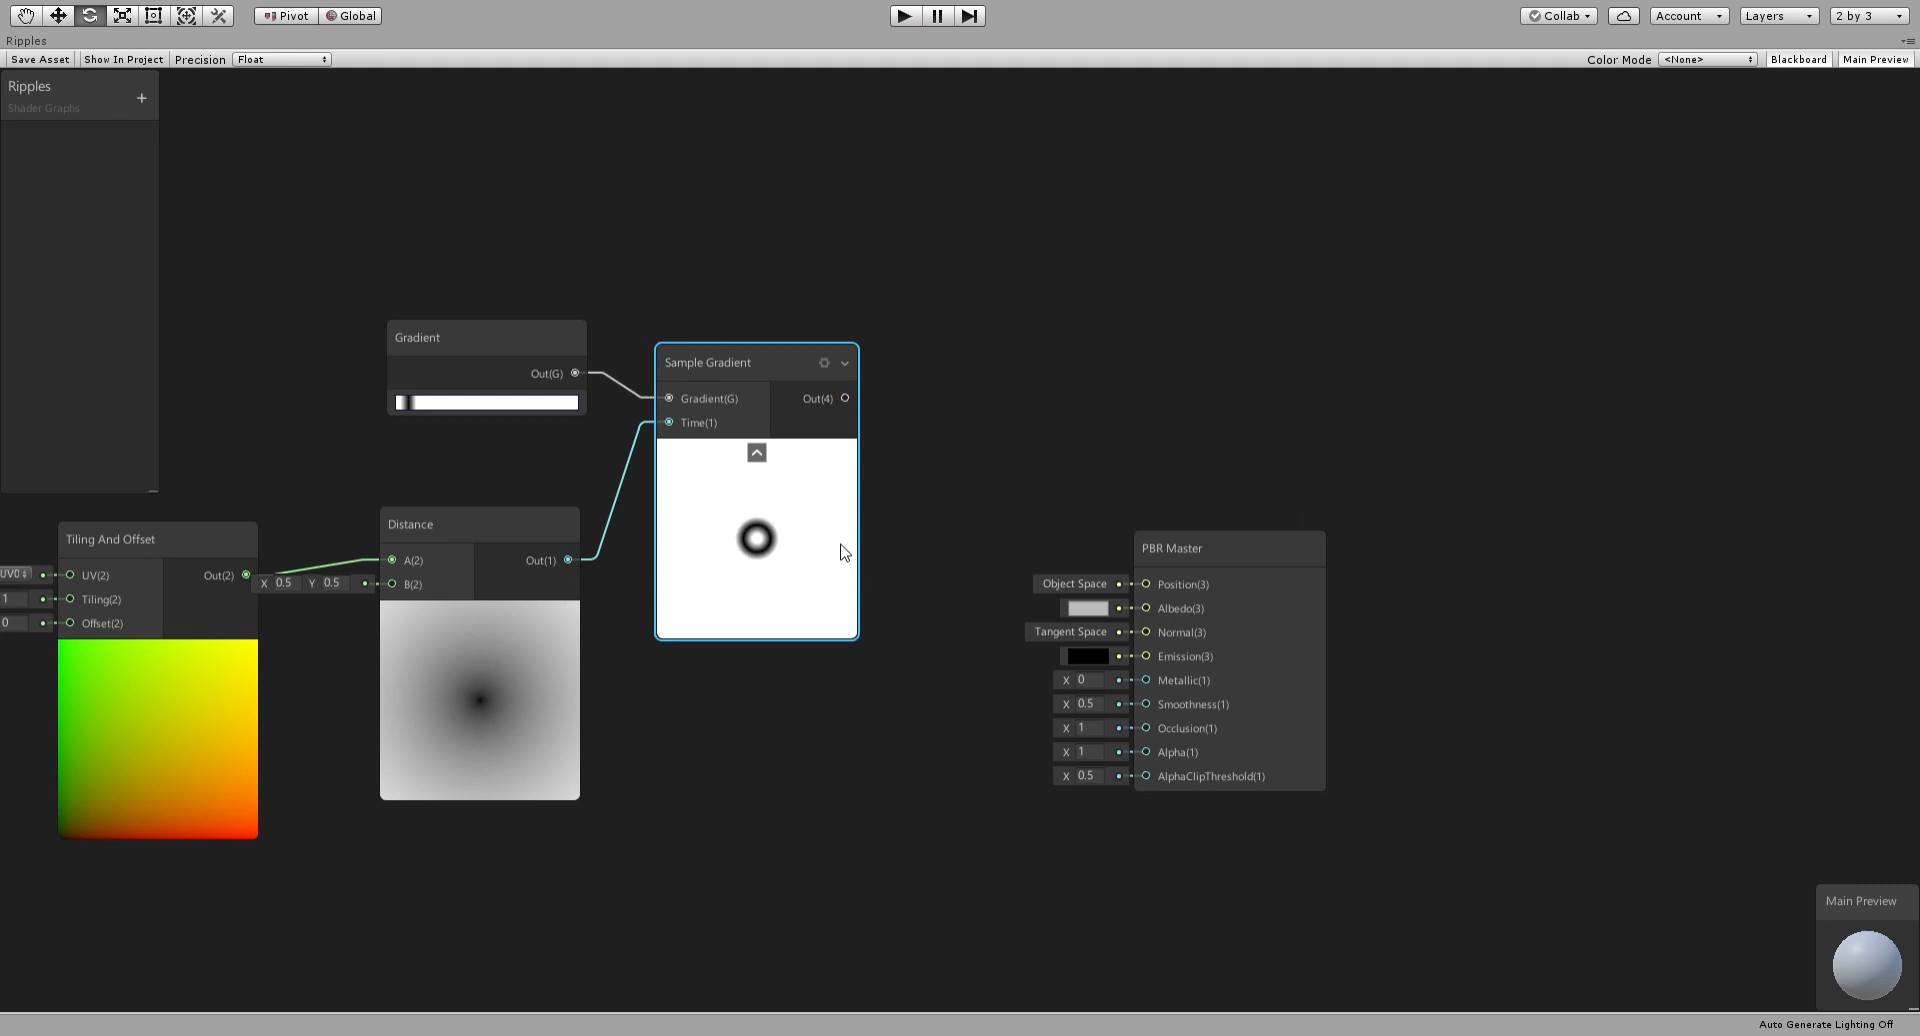 Pivot Global Collab Account Layers 2 by 3
Ripples
Save Asset Show In Project Precision Float Color Mode <None> Blackboard Main Preview
Ripples
Shader Graphs
+
Gradient
Out(G)
Sample Gradient
Gradient(G) Out(4)
Time(1)
Tiling And Offset
UV0 UV(2) Out(2)
1 Tiling(2)
0 Offset(2)
Distance
A(2) Out(1)
X 0.5 Y 0.5 B(2)
PBR Master
Object Space Position(3)
Albedo(3)
Tangent Space Normal(3)
Emission(3)
X 0 Metallic(1)
X 0.5 Smoothness(1)
X 1 Occlusion(1)
X 1 Alpha(1)
X 0.5 AlphaClipThreshold(1)
Main Preview
Auto Generate Lighting Off